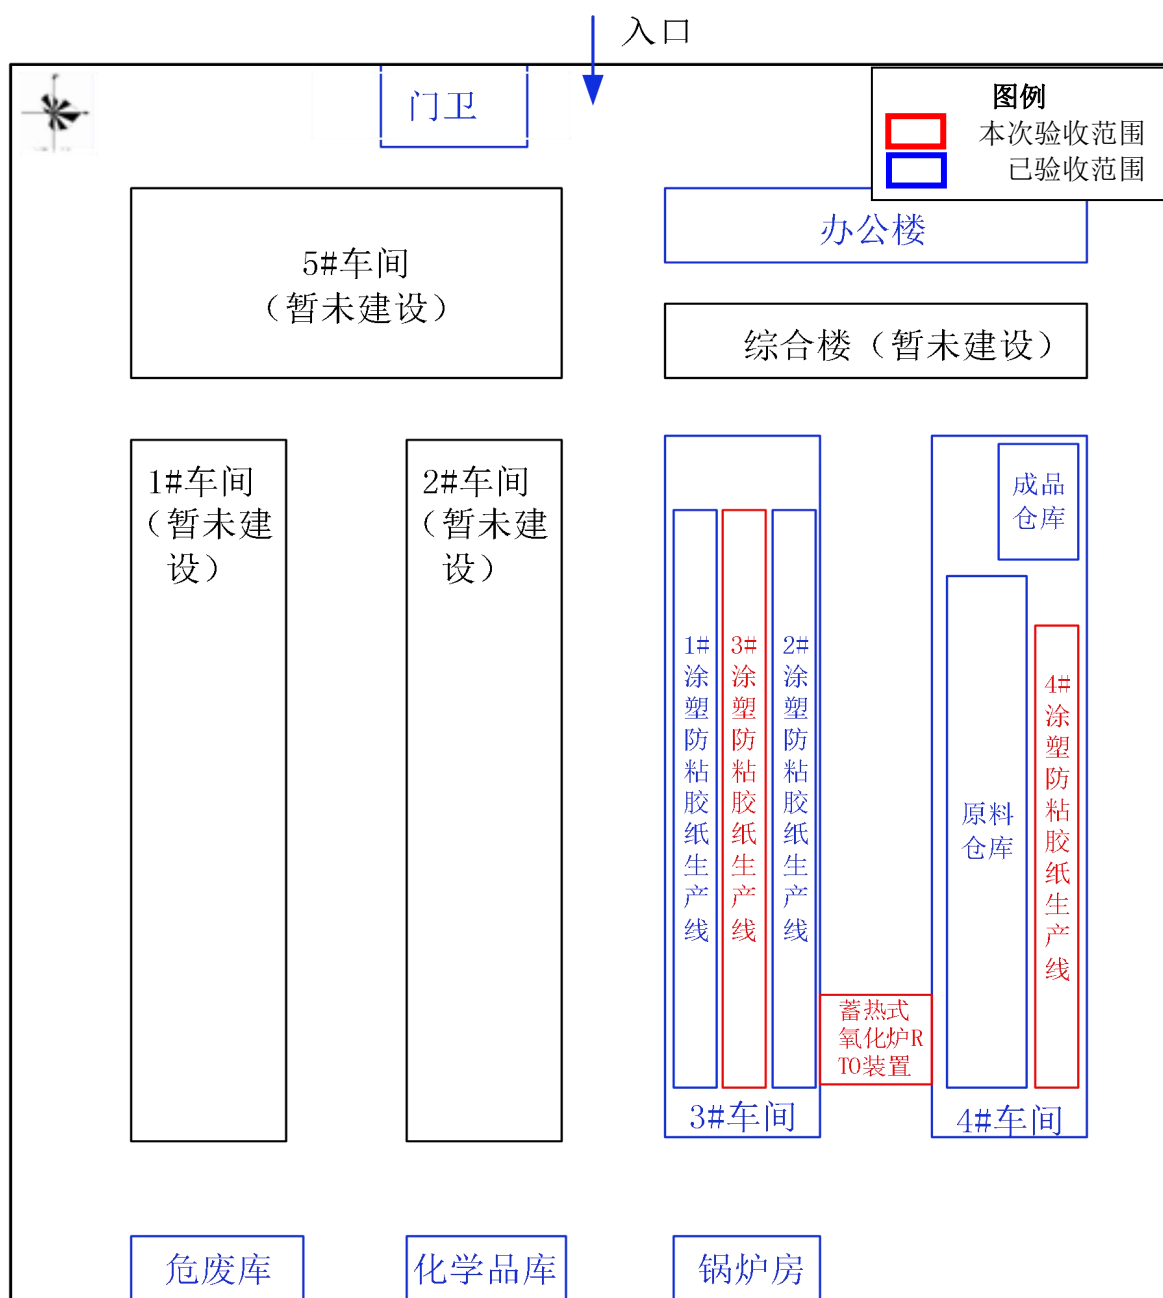 入口
门卫
图例
本次验收范围
已验收范围
办公楼
5#车间
（暂未建设）
综合楼（暂未建设）
1#车间
（暂未建
设）
2#车间
（暂未建
设）
成品
仓库
1#
涂
塑
防
粘
胶
纸
生
产
线
3#
涂
塑
防
粘
胶
纸
生
产
线
2#
涂
塑
防
粘
胶
纸
生
产
线
原料
仓库
4#
涂
塑
防
粘
胶
纸
生
产
线
蓄热式
氧化炉R
TO装置
3#车间
4#车间
危废库
化学品库
锅炉房